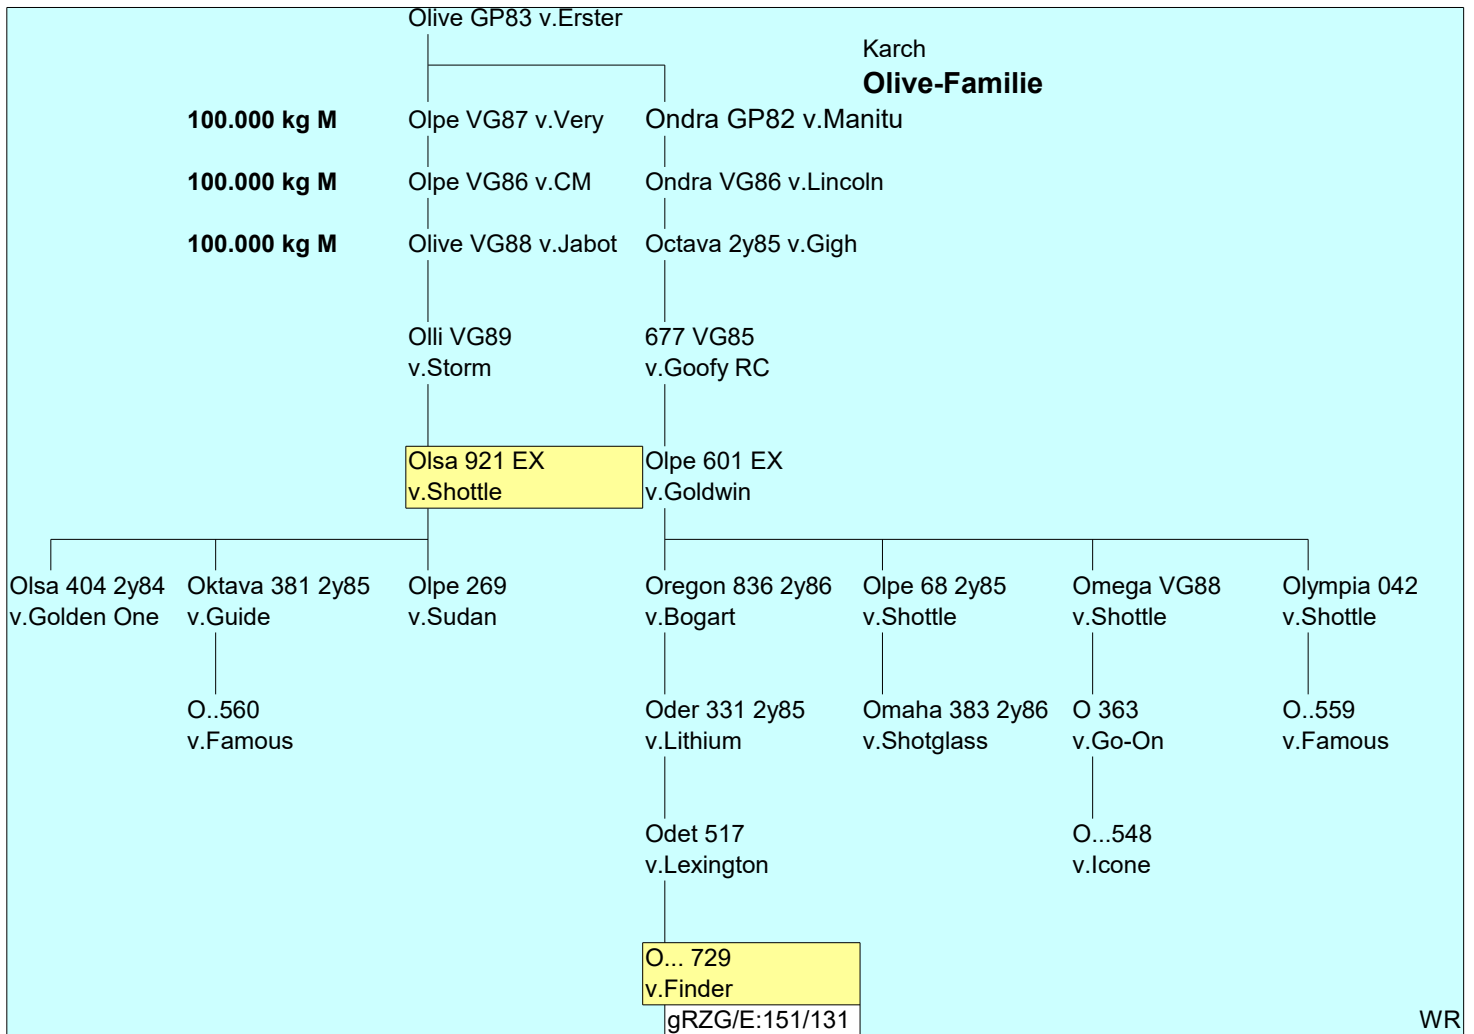 Olive GP83 v.Erster
Karch
Olive-Familie
100.000 kg M
Olpe VG87 v.Very
Ondra GP82 v.Manitu
100.000 kg M
Olpe VG86 v.CM
Ondra VG86 v.Lincoln
100.000 kg M
Olive VG88 v.Jabot
Octava 2y85 v.Gigh
Olli VG89
v.Storm
677 VG85
v.Goofy RC
Olsa 921 EX
v.Shottle
Olpe 601 EX
v.Goldwin
Olsa 404 2y84
v.Golden One
Oktava 381 2y85
v.Guide
Olpe 269
v.Sudan
Oregon 836 2y86
v.Bogart
Olpe 68 2y85
v.Shottle
Omega VG88
v.Shottle
Olympia 042
v.Shottle
O..560
v.Famous
Oder 331 2y85
v.Lithium
Omaha 383 2y86
v.Shotglass
O 363
v.Go-On
O..559
v.Famous
Odet 517
v.Lexington
O...548
v.Icone
O... 729
v.Finder
gRZG/E:151/131
WR